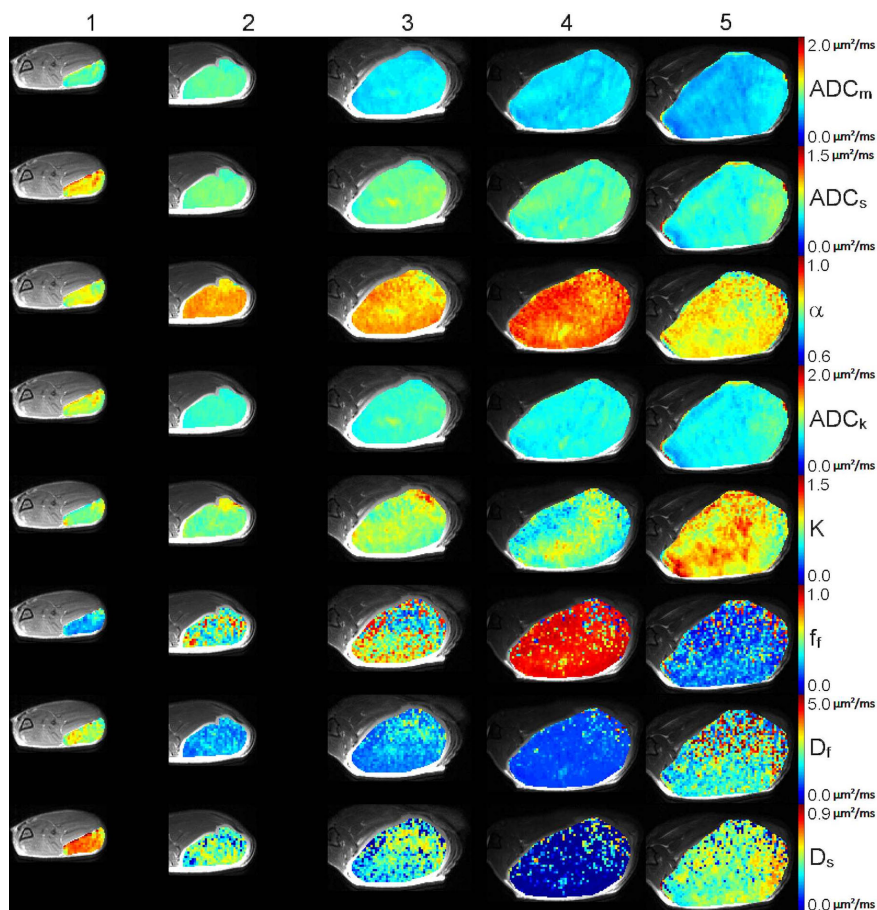 1 2 3 4 5
2.0 μm²/ms
ADCm
0.0 μm²/ms
1.5 μm²/ms
ADCs
0.0 μm²/ms
1.0
α
0.6
2.0 μm²/ms
ADCk
0.0 μm²/ms
1.5
K
0.0
1.0
ff
0.0
5.0 μm²/ms
Df
0.0 μm²/ms
0.9 μm²/ms
Ds
0.0 μm²/ms